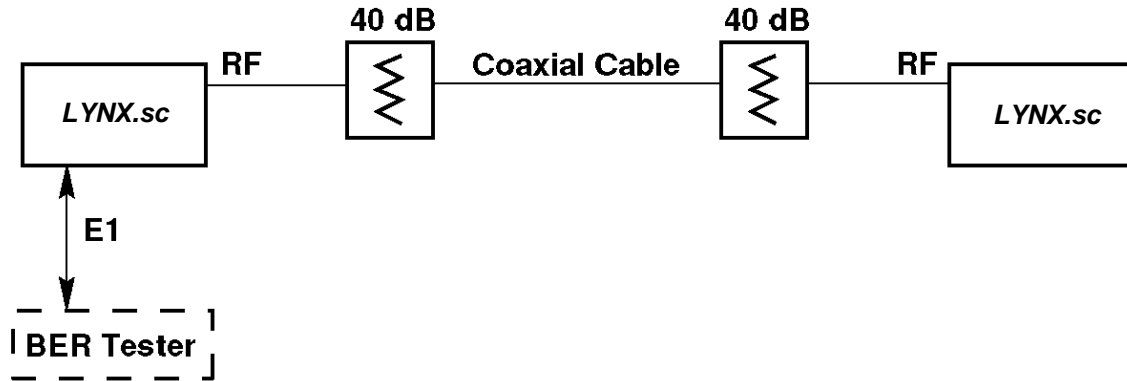 40 dB
40 dB
RF
Coaxial Cable
RF
LYNX.sc
LYNX.sc
E1
BER Tester